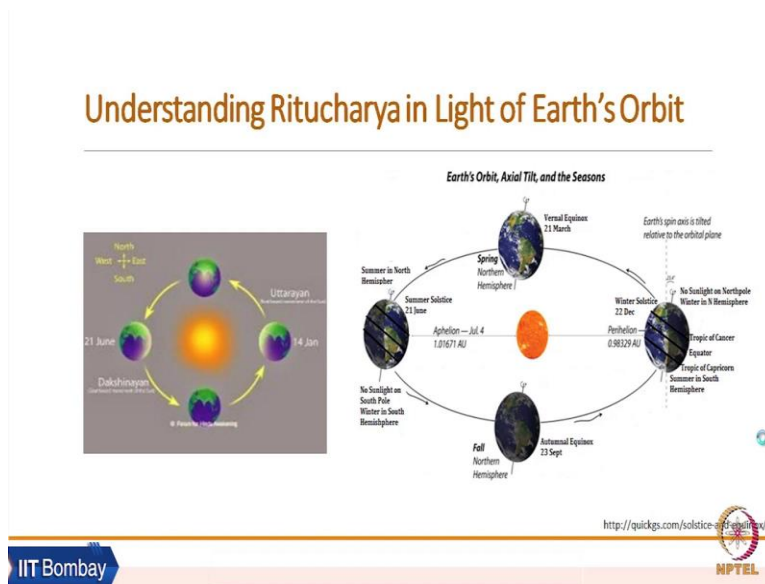 Understanding Ritucharya in Light of Earth's Orbit
North
West
East
South
Uttarayan
21 June
14 Jan
Dakshinayan
Earth's Orbit, Axial Tilt, and the Seasons
Vernal Equinox
21 March
Earth's spin axis is tilted
relative to the orbital plane
Spring
Northern
Hemisphere
Summer in North
Hemispher
Summer Solstice
21 June
Winter Solstice
22 Dec
No Sunlight on Northpole
Winter in N Hemisphere
Aphelion — Jul. 4
1.01671 AU
Perihelion
0.98329 AU
Tropic of Cancer
Equator
Tropic of Capricorn
Summer in South
Hemisphere
No Sunlight on
South Pole
Winter in South
Hemishphere
Autumnal Equinox
23 Sept
Fall
Northern
Hemisphere
http://quickgs.com/solstice-and-equinox/
IIT Bombay
NPTEL